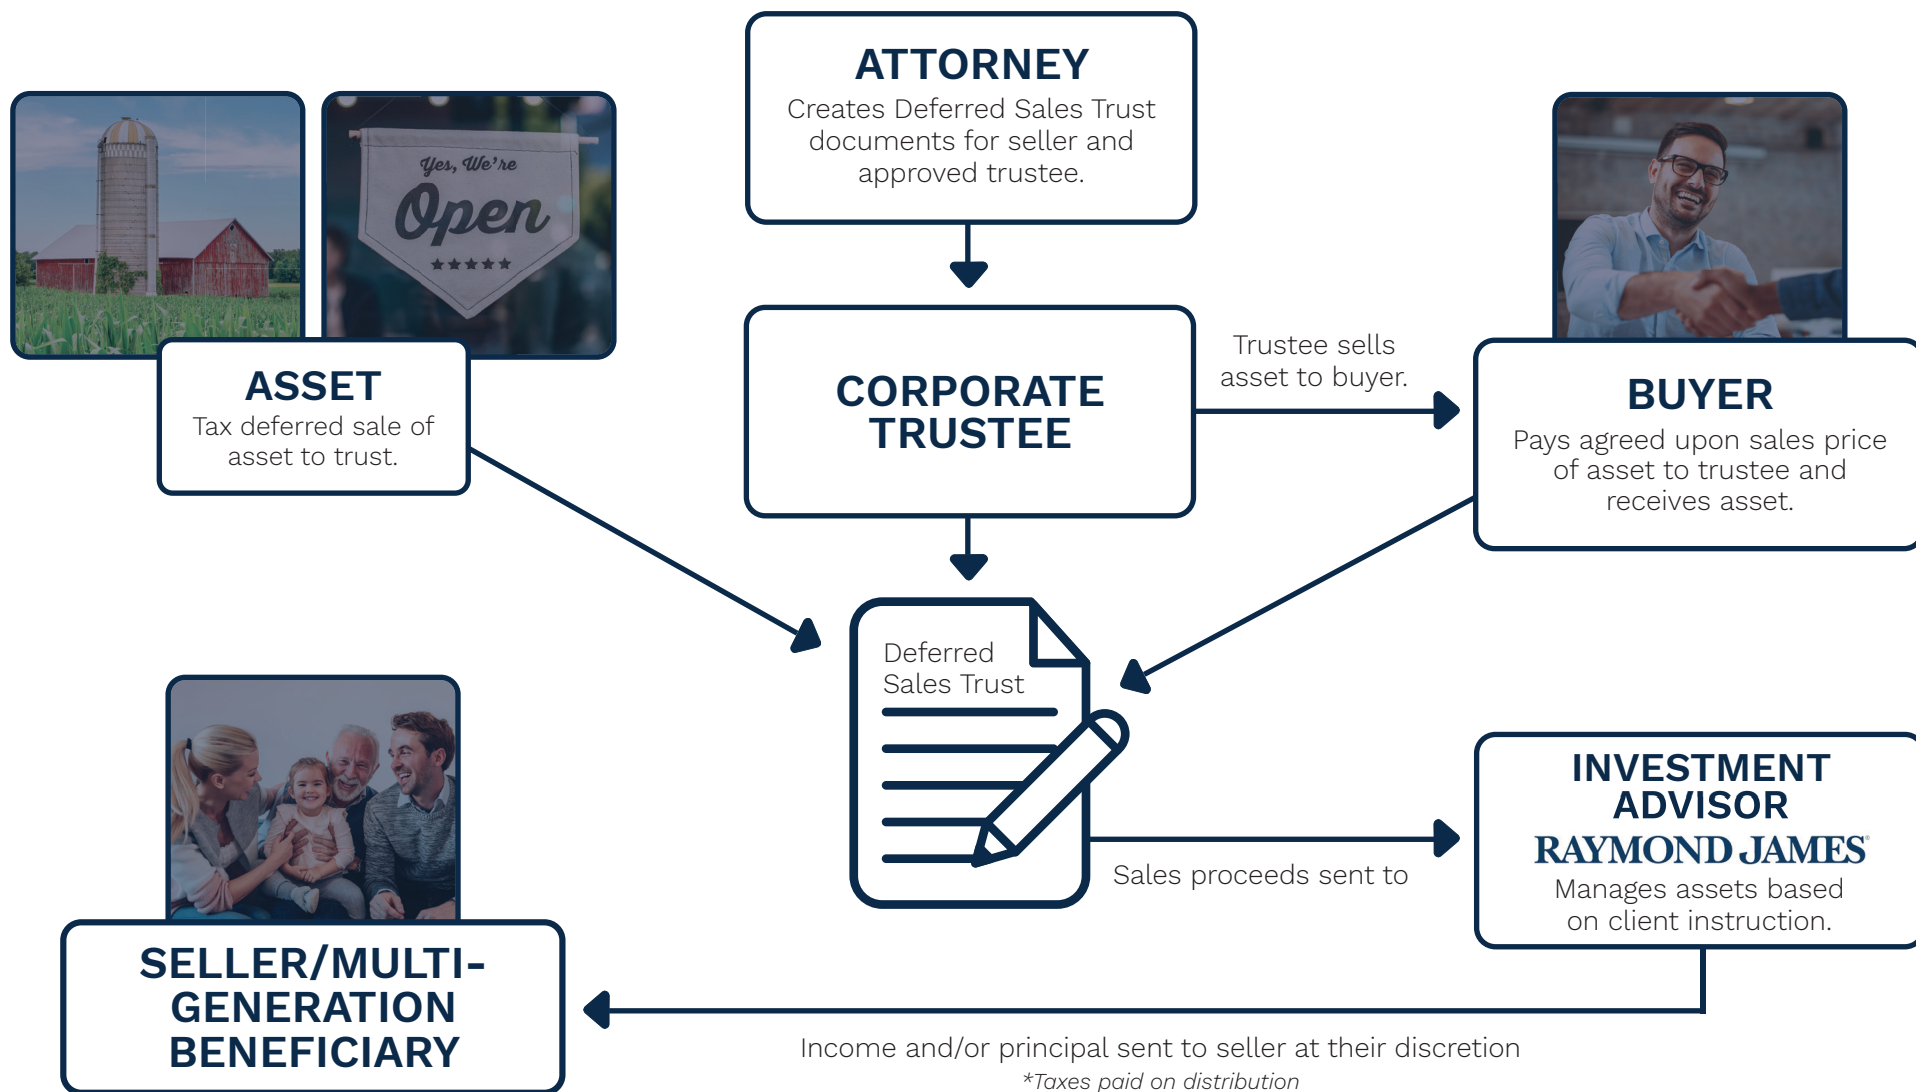 ATTORNEY
Creates Deferred Sales Trust
documents for seller and
approved trustee.
Yes, We're
Open
ASSET
Tax deferred sale of
asset to trust.
CORPORATE
TRUSTEE
Trustee sells
asset to buyer.
BUYER
Pays agreed upon sales price
of asset to trustee and
receives asset.
Deferred
Sales Trust
Sales proceeds sent to
INVESTMENT
ADVISOR
RAYMOND JAMES®
Manages assets based
on client instruction.
SELLER/MULTI-
GENERATION
BENEFICIARY
Income and/or principal sent to seller at their discretion
*Taxes paid on distribution